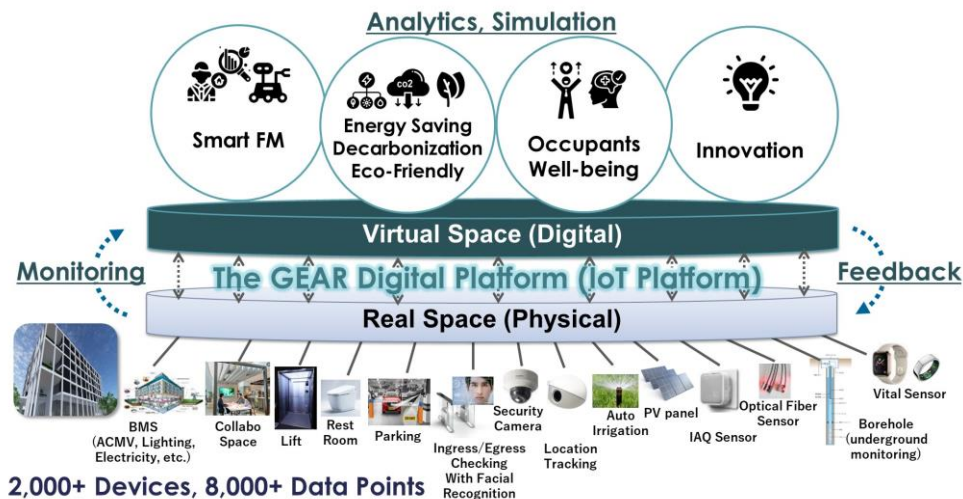 Analytics, Simulation
Smart FM
co2
Energy Saving
Decarbonization
Eco-Friendly
Occupants
Well-being
Innovation
Virtual Space (Digital)
Monitoring
The GEAR Digital Platform (IoT Platform)
Feedback
Real Space (Physical)
BMS
(ACMV, Lighting,
Electricity, etc.)
Collabo
Space
Lift
Rest
Room
Parking
Ingress/Egress
Checking
With Facial
Recognition
Security
Camera
Location
Tracking
Auto
Irrigation
PV panel
IAQ Sensor
Optical Fiber
Sensor
Borehole
(underground
monitoring)
Vital Sensor
2,000+ Devices, 8,000+ Data Points